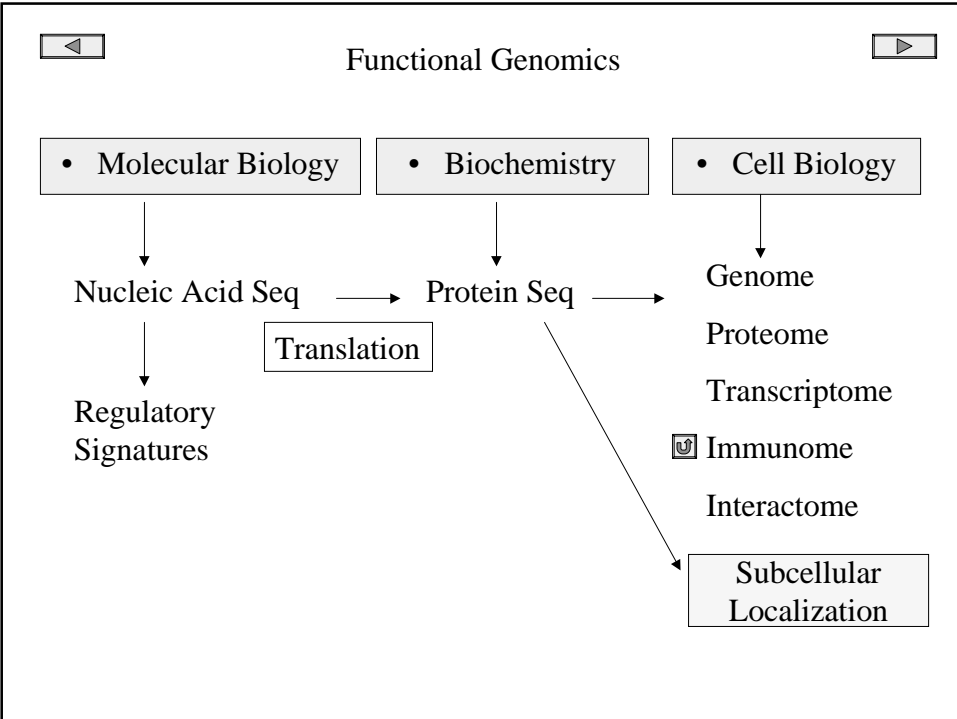 Functional Genomics
• Molecular Biology
• Biochemistry
• Cell Biology
Nucleic Acid Seq
Translation
Protein Seq
Regulatory
Signatures
Genome
Proteome
Transcriptome
Immunome
Interactome
Subcellular
Localization